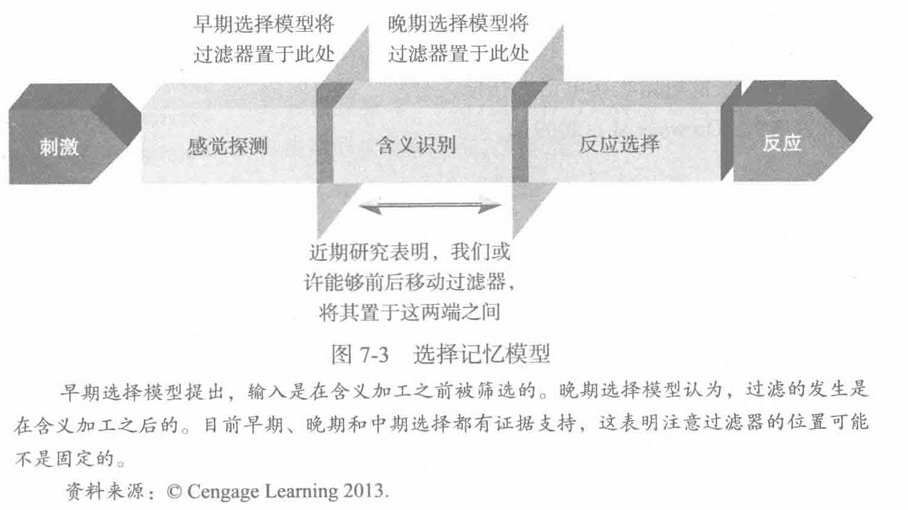 早期选择模型将
过滤器置于此处
晚期选择模型将
过滤器置于此处
刺激
感觉探测
含义识别
反应选择
反应
近期研究表明，我们或
许能够前后移动过滤器，
将其置于这两端之间
图 7-3 选择记忆模型
早期选择模型提出，输入是在含义加工之前被筛选的。晚期选择模型认为，过滤的发生是
在含义加工之后的。目前早期、晚期和中期选择都有证据支持，这表明注意过滤器的位置可能
不是固定的。
资料来源：© Cengage Learning 2013.